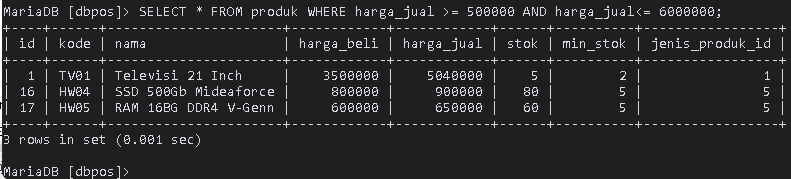 MariaDB [dbpos]> SELECT * FROM produk WHERE harga_jual >= 500000 AND harga_jual<= 6000000;
+----+------+-------------------------+------------+------------+------+----------+-----------------+
| id | kode | nama | harga_beli | harga_jual | stok | min_stok | jenis_produk_id |
+----+------+-------------------------+------------+------------+------+----------+-----------------+
| 1 | TV01 | Televisi 21 Inch | 3500000 | 5040000 | 5 | 2 | 1 |
| 16 | HW04 | SSD 500Gb Mideaforce | 800000 | 900000 | 80 | 5 | 5 |
| 17 | HW05 | RAM 16BG DDR4 V-Genn | 600000 | 650000 | 60 | 5 | 5 |
+----+------+-------------------------+------------+------------+------+----------+-----------------+
3 rows in set (0.001 sec)
MariaDB [dbpos]>